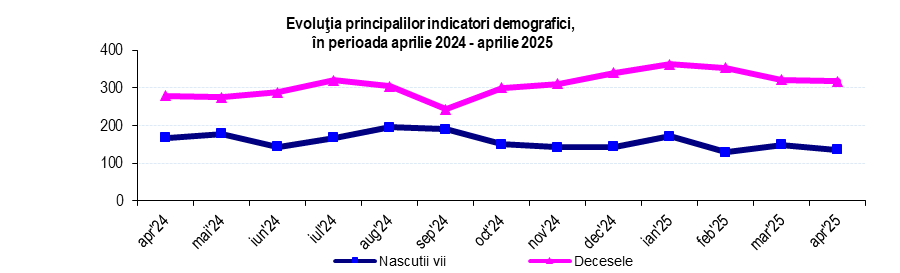 Evoluţia principalilor indicatori demografici,
în perioada aprilie 2024 - aprilie 2025
400
300
200
100
0
apr'24
mai'24
iun'24
iul'24
aug'24
sep'24
oct'24
nov'24
dec'24
ian'25
feb'25
mar'25
apr'25
Nascutii vii
Decesele